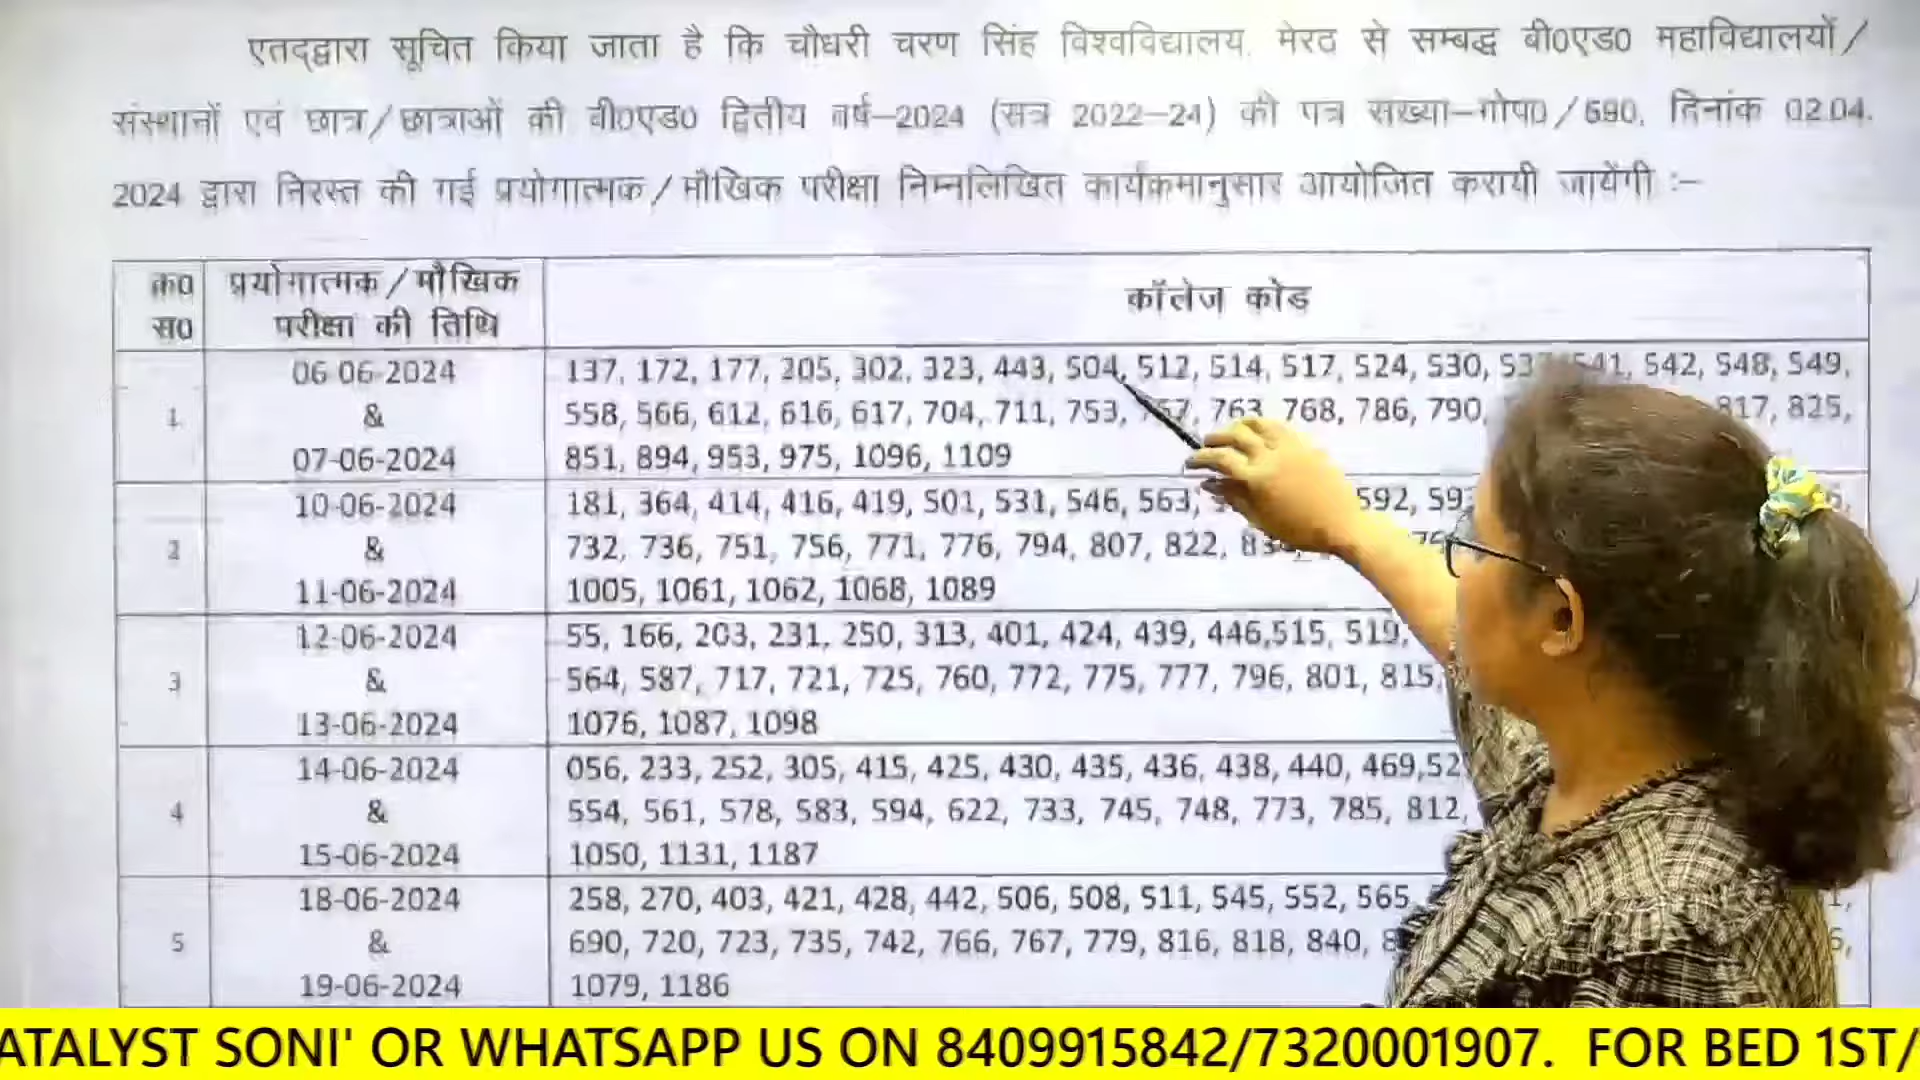 एतद्द्वारा सूचित किया जाता है कि चौधरी चरण सिंह विश्वविद्यालय, मेरठ से सम्बद्ध बी0एड0 महाविद्यालयों/
संस्थानों एवं छात्र/छात्राओं की बी0एड0 द्वितीय वर्ष–2024 (सत्र 2022–24) की पत्र संख्या–गोप0/590, दिनांक 02.04.
2024 द्वारा निरस्त की गई प्रयोगात्मक/मौखिक परीक्षा निम्नलिखित कार्यक्रमानुसार आयोजित करायी जायेंगी :–
क0 प्रयोगात्मक/मौखिक
स0 परीक्षा की तिथि
कॉलेज कोड
1
06-06-2024
&
07-06-2024
137, 172, 177, 205, 302, 323, 443, 504, 512, 514, 517, 524, 530, 541, 542, 548, 549,
558, 566, 612, 616, 617, 704, 711, 753, 763, 768, 786, 790, 817, 825,
851, 894, 953, 975, 1096, 1109
2
10-06-2024
&
11-06-2024
181, 364, 414, 416, 419, 501, 531, 546, 563, 592,
732, 736, 751, 756, 771, 776, 794, 807, 822,
1005, 1061, 1062, 1068, 1089
3
12-06-2024
&
13-06-2024
55, 166, 203, 231, 250, 313, 401, 424, 439, 446,515, 519,
564, 587, 717, 721, 725, 760, 772, 775, 777, 796, 801, 815,
1076, 1087, 1098
4
14-06-2024
&
15-06-2024
056, 233, 252, 305, 415, 425, 430, 435, 436, 438, 440, 469,
554, 561, 578, 583, 594, 622, 733, 745, 748, 773, 785, 812,
1050, 1131, 1187
5
18-06-2024
&
19-06-2024
258, 270, 403, 421, 428, 442, 506, 508, 511, 545, 552, 565,
690, 720, 723, 735, 742, 766, 767, 779, 816, 818, 840,
1079, 1186
ATALYST SONI' OR WHATSAPP US ON 8409915842/7320001907. FOR BED 1ST/